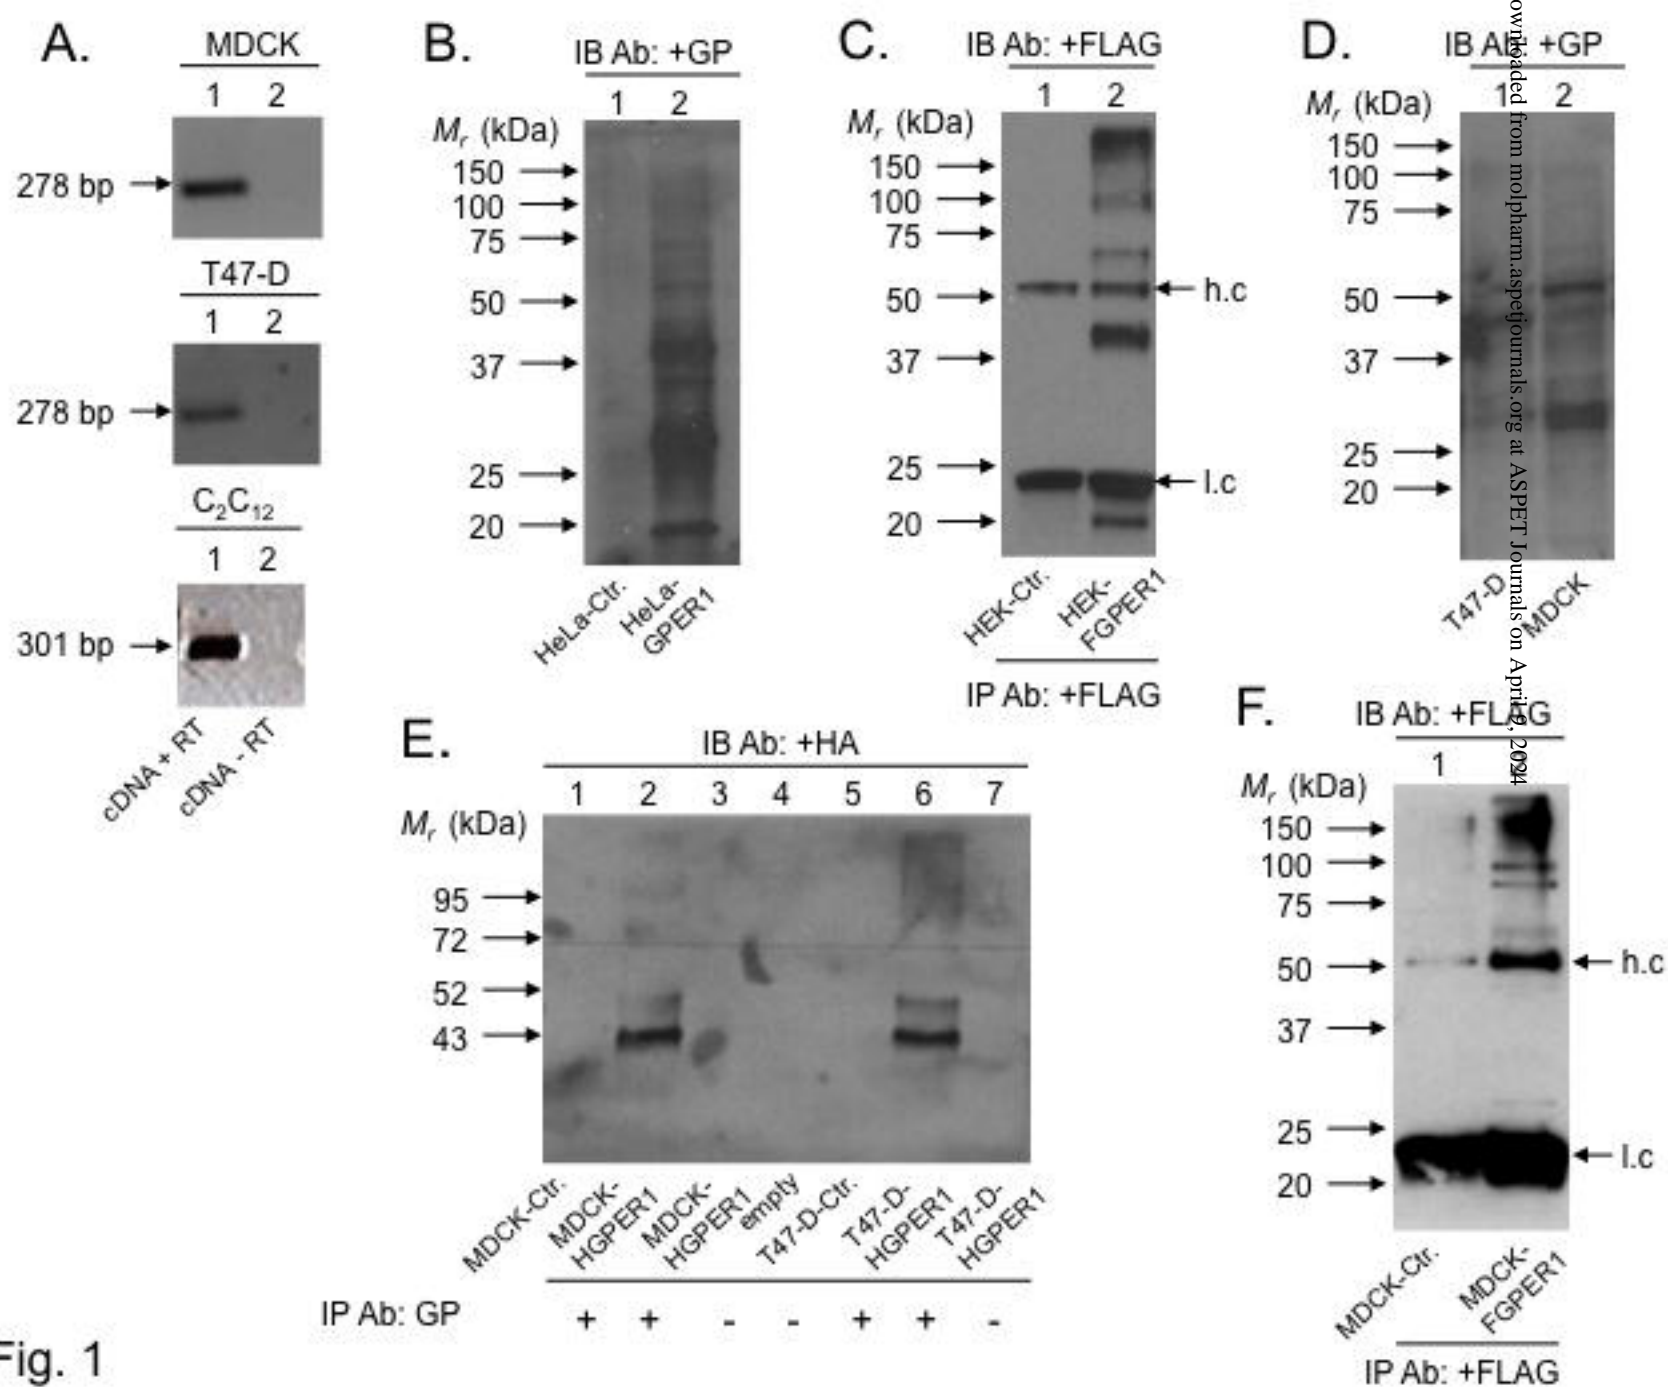 A.
MDCK
1 2
278 bp
T47-D
1 2
278 bp
C2C12
1 2
301 bp
cDNA + RT
cDNA - RT
B.
IB Ab: +GP
1 2
Mr (kDa)
150
100
75
50
37
25
20
HeLa-Ctr.
HeLa-
GPER1
C.
IB Ab: +FLAG
1 2
Mr (kDa)
150
100
75
50
37
25
20
h.c
l.c
HEK-Ctr.
HEK-
FGPER1
IP Ab: +FLAG
D.
IB Ab: +GP
1 2
Mr (kDa)
150
100
75
50
37
25
20
T47-D
MDCK
ownloaded from molpharm.aspetjournals.org at ASPET Journals on April 9, 2024
E.
IB Ab: +HA
1 2 3 4 5 6 7
Mr (kDa)
95
72
52
43
MDCK-Ctr.
MDCK-
HGPER1
MDCK-
HGPER1
empty
T47-D-Ctr.
T47-D-
HGPER1
T47-D-
HGPER1
IP Ab: GP + + - - + + -
F.
IB Ab: +FLAG
1
Mr (kDa)
150
100
75
50
37
25
20
h.c
l.c
MDCK-Ctr.
MDCK-
FGPER1
IP Ab: +FLAG
Fig. 1